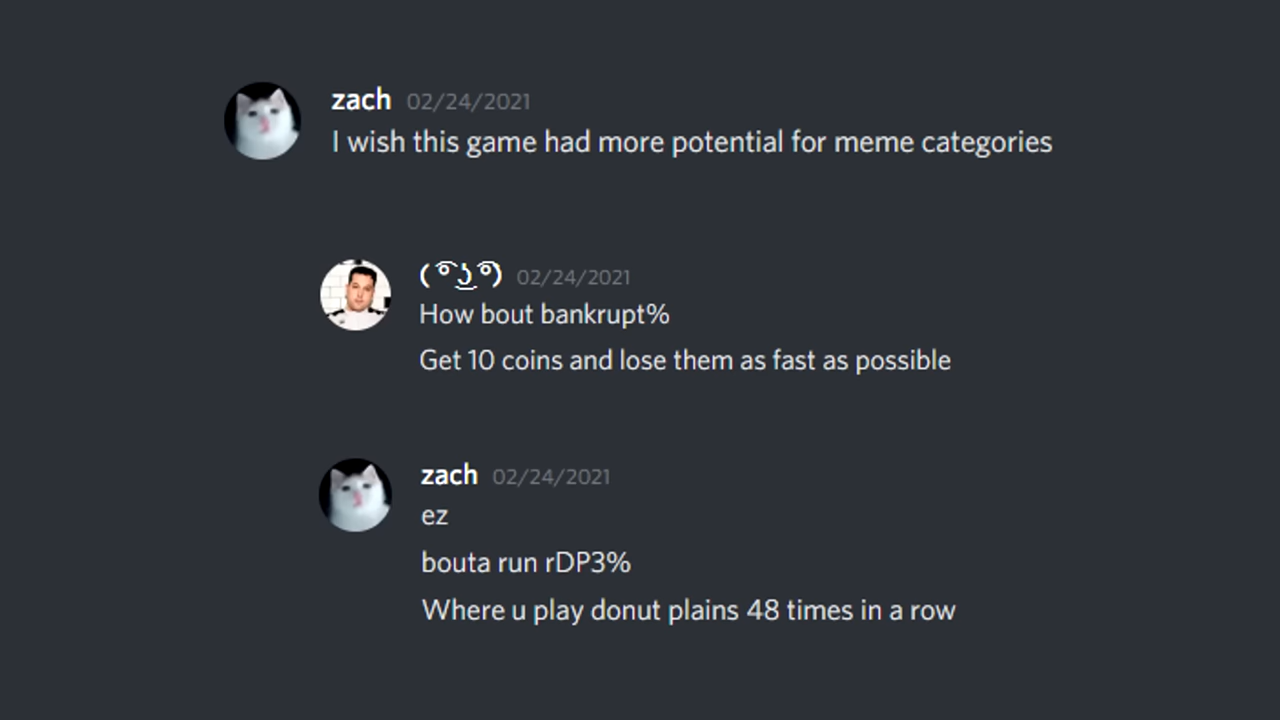 zach 02/24/2021
I wish this game had more potential for meme categories
( ͡° ͜ʖ ͡°) 02/24/2021
How bout bankrupt%
Get 10 coins and lose them as fast as possible
zach 02/24/2021
ez
bouta run rDP3%
Where u play donut plains 48 times in a row